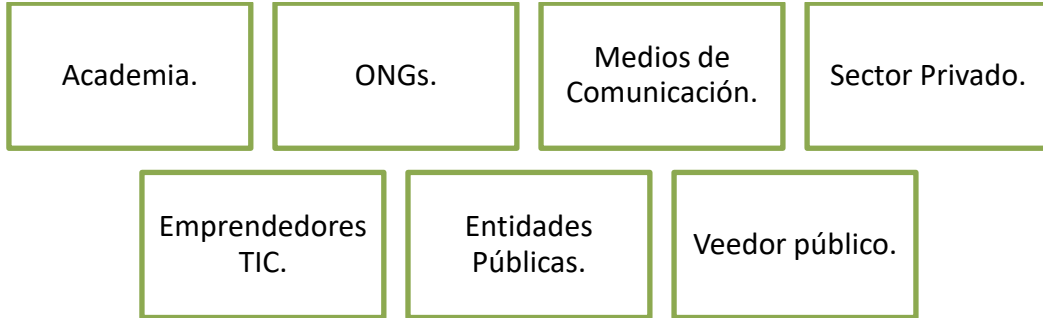 Academia.
ONGs.
Medios de
Comunicación.
Sector Privado.
Emprendedores
TIC.
Entidades
Públicas.
Veedor público.